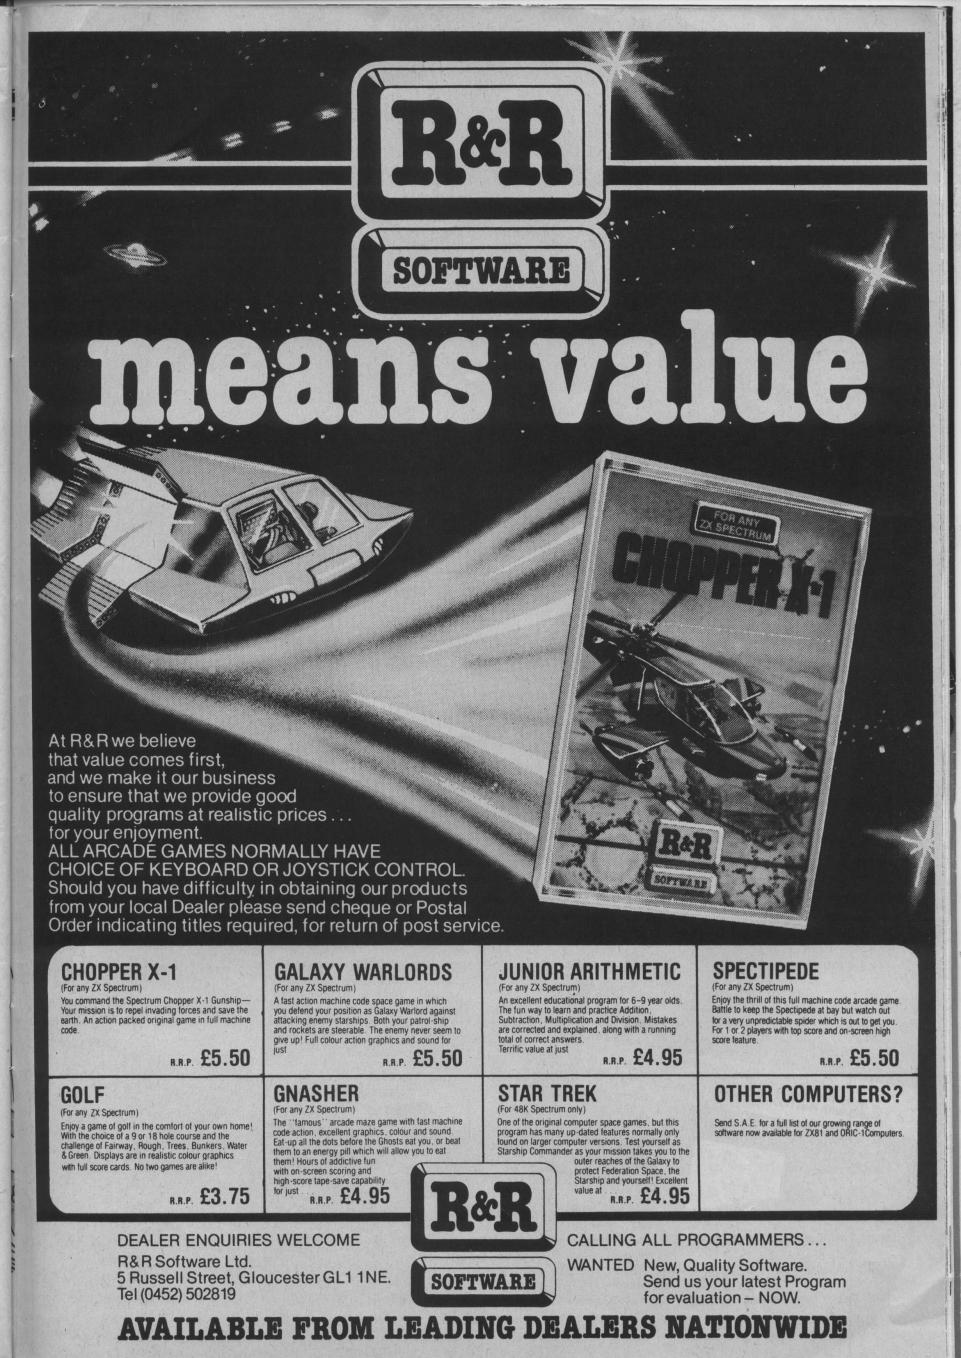 R&R
SOFTWARE
means value
FOR ANY
ZX SPECTRUM
CHOPPER X-1
R&R
SOFTWARE
At R&R we believe
that value comes first,
and we make it our business
to ensure that we provide good
quality programs at realistic prices . . .
for your enjoyment.
ALL ARCADE GAMES NORMALLY HAVE
CHOICE OF KEYBOARD OR JOYSTICK CONTROL.
Should you have difficulty in obtaining our products
from your local Dealer please send cheque or Postal
Order indicating titles required, for return of post service.
CHOPPER X-1
(For any ZX Spectrum)
You command the Spectrum Chopper X-1 Gunship—
Your mission is to repel invading forces and save the
earth. An action packed original game in full machine
code.
R.R.P. £5.50
GALAXY WARLORDS
(For any ZX Spectrum)
A fast action machine code space game in which
you defend your position as Galaxy Warlord against
attacking enemy starships. Both your patrol-ship
and rockets are steerable. The enemy never seem to
give up! Full colour action graphics and sound for
just
R.R.P. £5.50
JUNIOR ARITHMETIC
(For any ZX Spectrum)
An excellent educational program for 6–9 year olds.
The fun way to learn and practice Addition,
Subtraction, Multiplication and Division. Mistakes
are corrected and explained, along with a running
total of correct answers.
Terrific value at just
R.R.P. £4.95
SPECTIPEDE
(For any ZX Spectrum)
Enjoy the thrill of this full machine code arcade game.
Battle to keep the Spectipede at bay but watch out
for a very unpredictable spider which is out to get you.
For 1 or 2 players with top score and on-screen high
score feature.
R.R.P. £5.50
GOLF
(For any ZX Spectrum)
Enjoy a game of golf in the comfort of your own home!
With the choice of a 9 or 18 hole course and the
challenge of Fairway, Rough, Trees, Bunkers, Water
& Green. Displays are in realistic colour graphics
with full score cards. No two games are alike!
R.R.P. £3.75
GNASHER
(For any ZX Spectrum)
The "famous" arcade maze game with fast machine
code action, excellent graphics, colour and sound.
Eat-up all the dots before the Ghosts eat you, or beat
them to an energy pill which will allow you to eat
them! Hours of addictive fun
with on-screen scoring and
high-score tape-save capability
for just . . . R.R.P. £4.95
STAR TREK
(For 48K Spectrum only)
One of the original computer space games, but this
program has many up-dated features normally only
found on larger computer versions. Test yourself as
Starship Commander as your mission takes you to the
outer reaches of the Galaxy to
protect Federation Space, the
Starship and yourself! Excellent
value at . . . R.R.P. £4.95
OTHER COMPUTERS?
Send S.A.E. for a full list of our growing range of
software now available for ZX81 and ORIC-1Computers.
R&R
SOFTWARE
DEALER ENQUIRIES WELCOME
R&R Software Ltd.
5 Russell Street, Gloucester GL1 1NE.
Tel (0452) 502819
CALLING ALL PROGRAMMERS . . .
WANTED New, Quality Software.
Send us your latest Program
for evaluation – NOW.
AVAILABLE FROM LEADING DEALERS NATIONWIDE